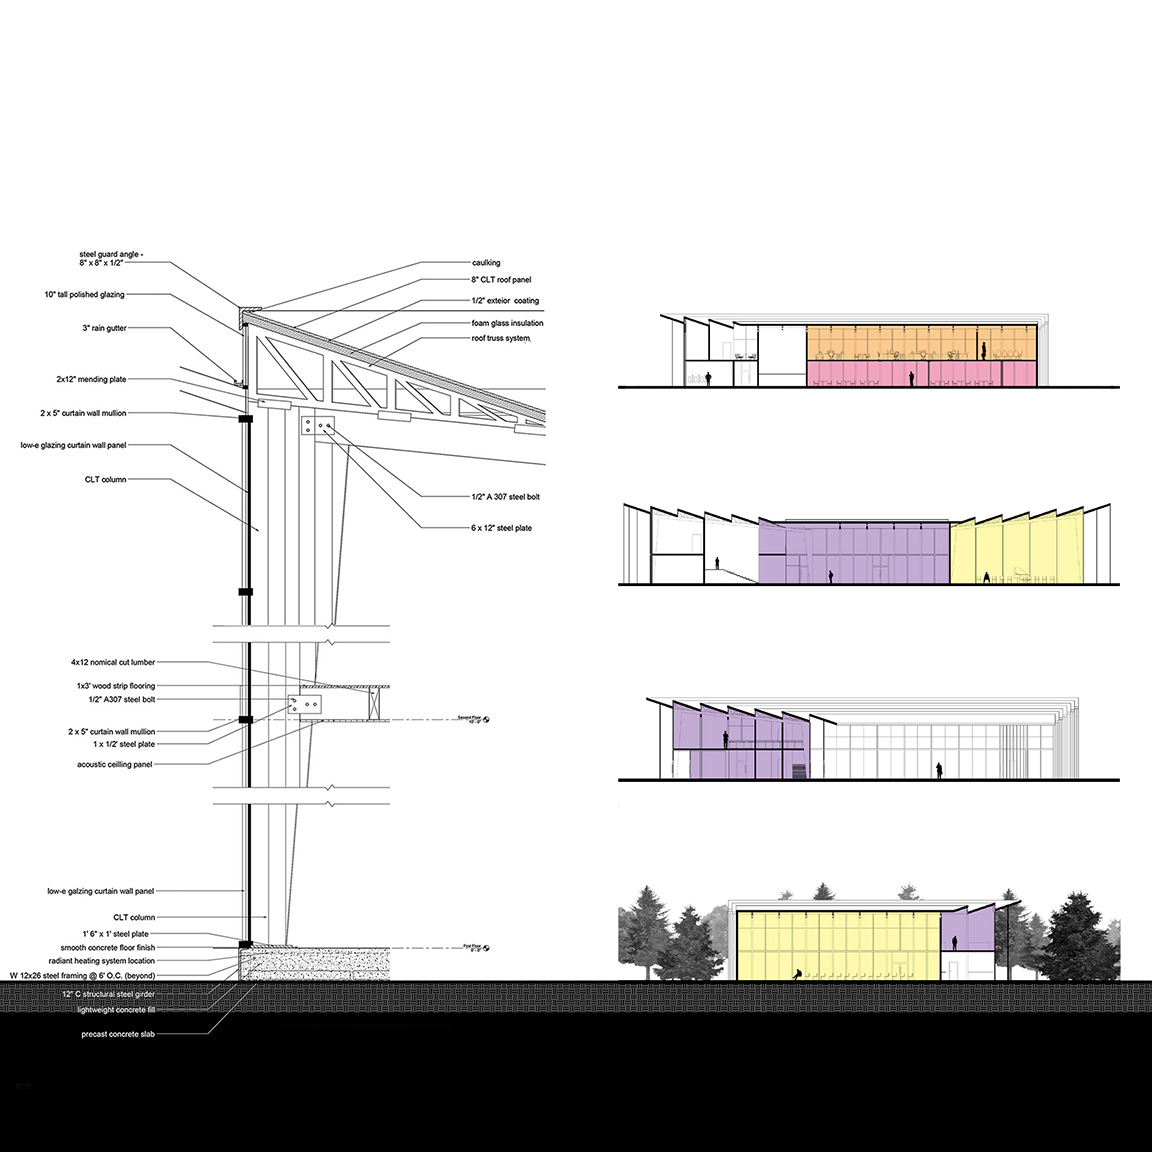 steel guard angle -
8" x 8" x 1/2"
10" tall polished glazing
3" rain gutter
2x12" mending plate
2 x 5" curtain wall mullion
low-e glazing curtain wall panel
CLT column
caulking
8" CLT roof panel
1/2" exteior coating
foam glass insulation
roof truss system
1/2" A 307 steel bolt
6 x 12" steel plate
4x12 nomical cut lumber
1x3' wood strip flooring
1/2" A307 steel bolt
2 x 5" curtain wall mullion
1 x 1/2' steel plate
acoustic ceilling panel
Second Floor
low-e galzing curtain wall panel
CLT column
1' 6" x 1' steel plate
smooth concrete floor finish
radiant heating system location
W 12x26 steel framing @ 6' O.C. (beyond)
12" C structural steel girder
lightweight concrete fill
precast concrete slab
First Floor